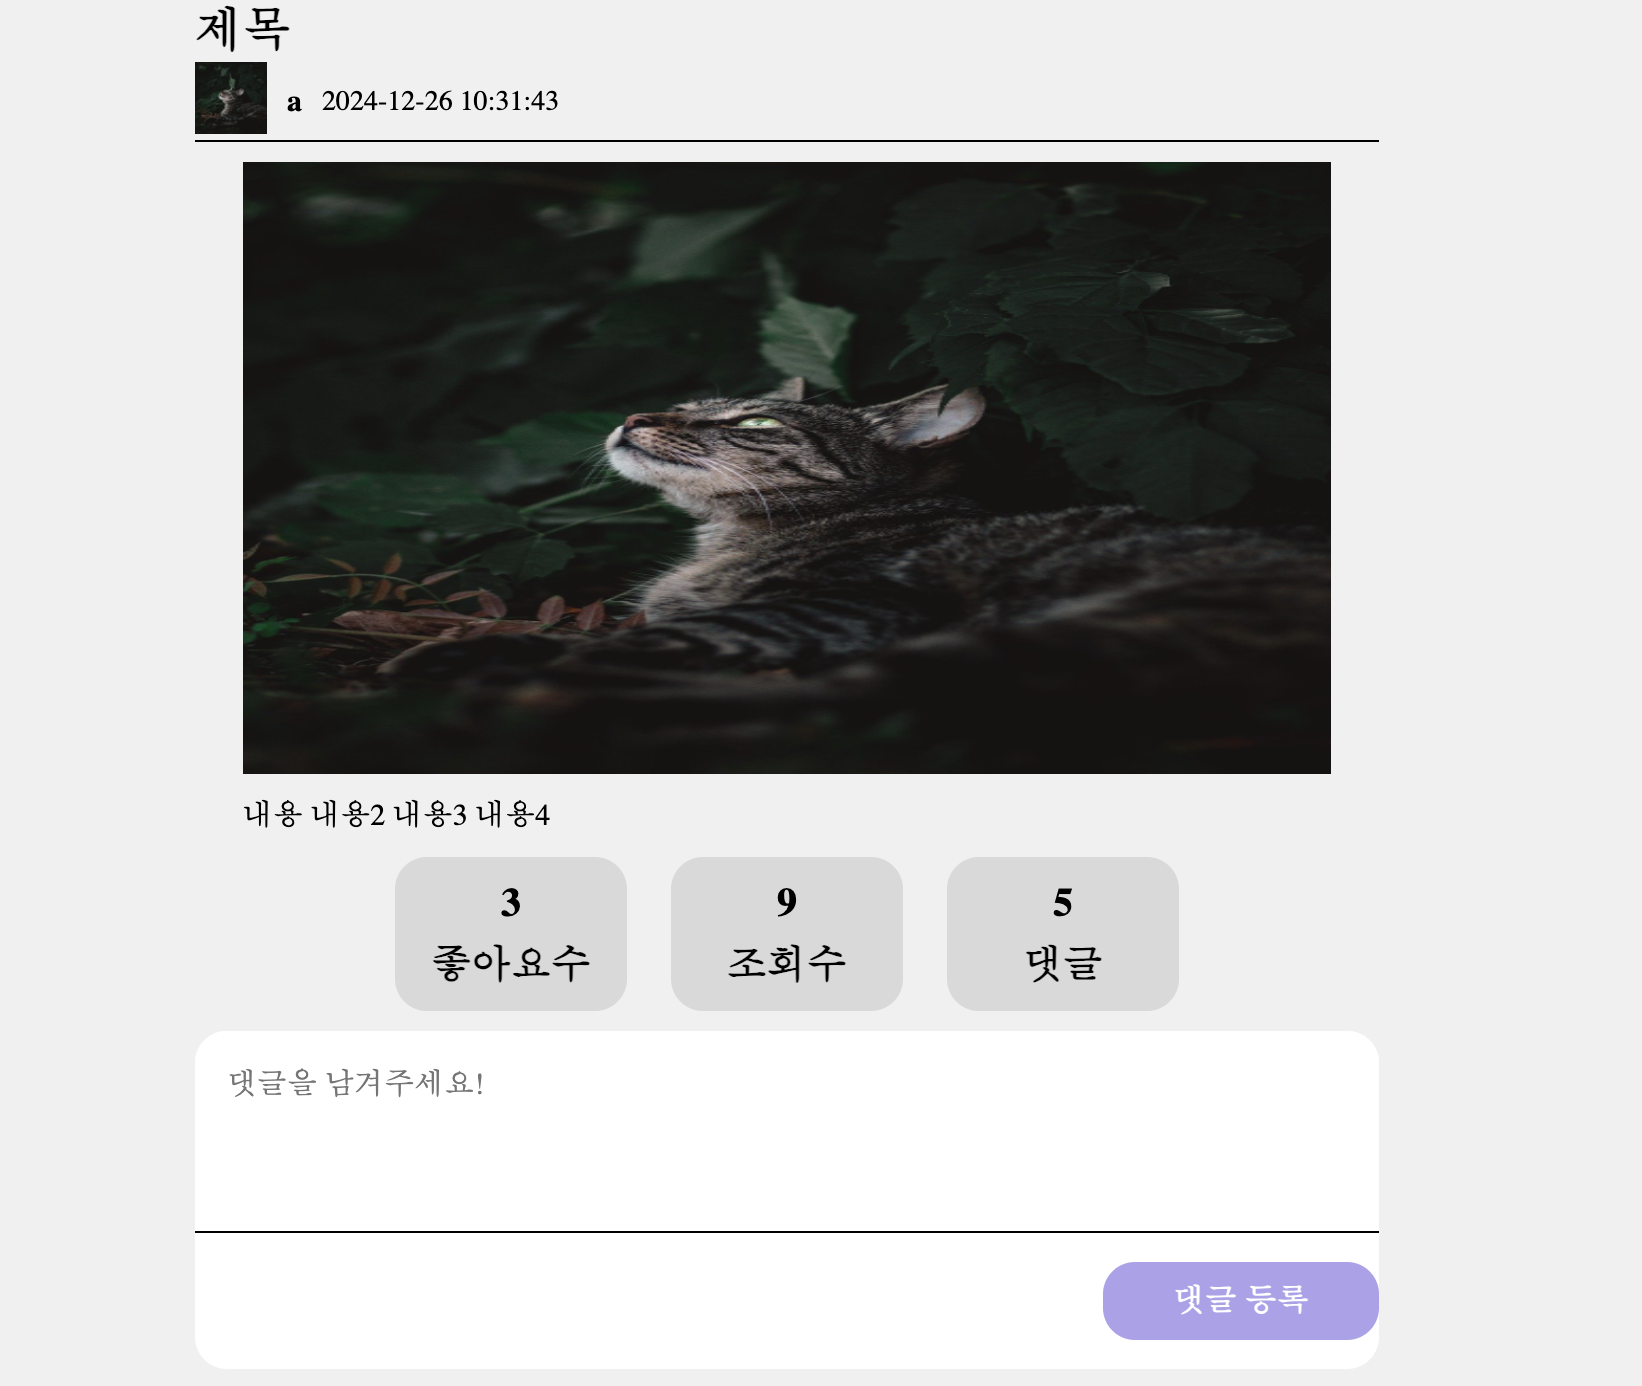 제목
a 2024-12-26 10:31:43
내용 내용2 내용3 내용4
3 9 5
좋아요수 조회수 댓글
댓글을 남겨주세요!
댓글 등록